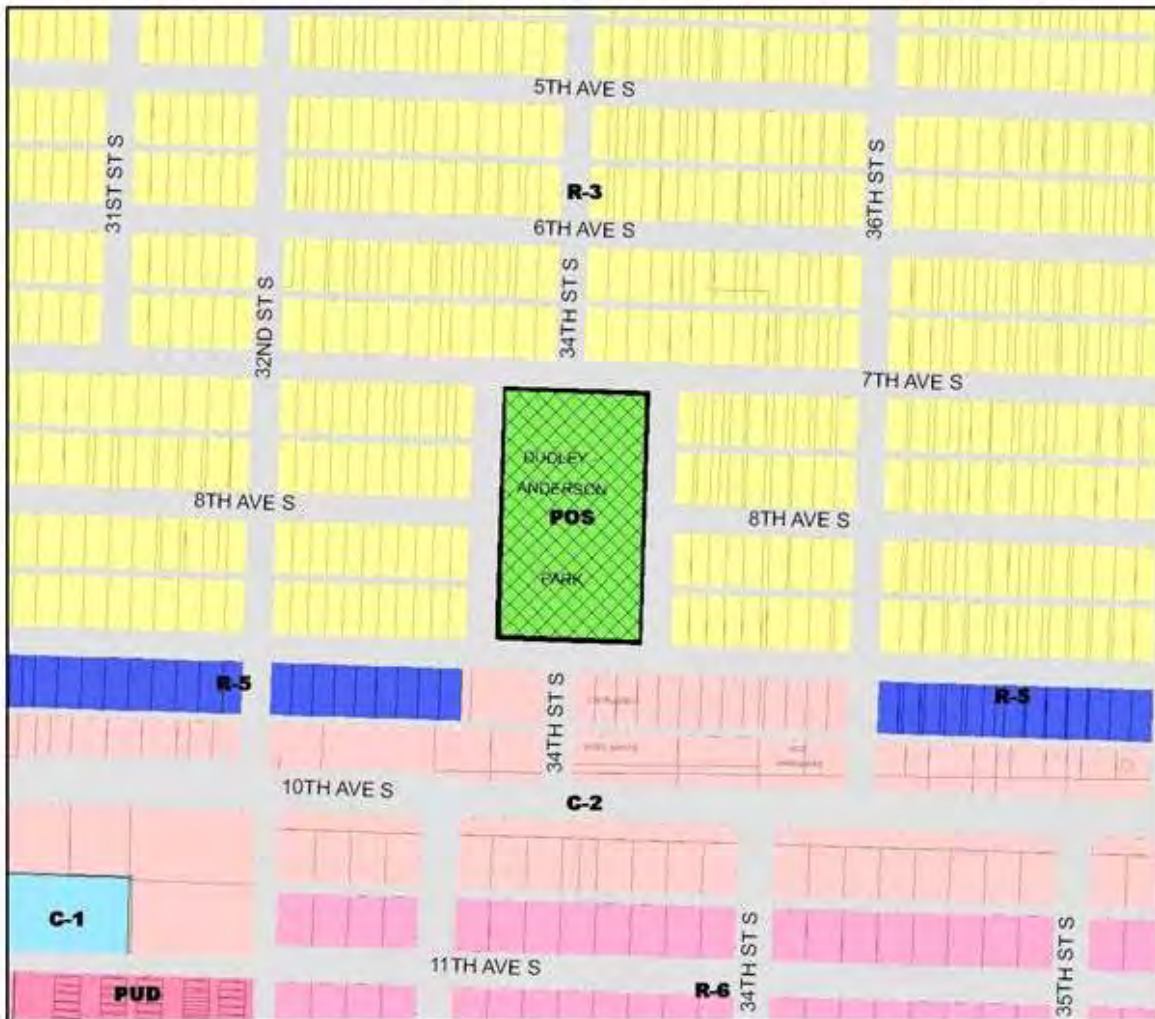 5TH AVE S
31ST ST S
R-3
36TH ST S
6TH AVE S
32ND ST S
34TH ST S
7TH AVE S
DUDLEY
ANDERSON
8TH AVE S
POS
8TH AVE S
PARK
R-5
34TH ST S
R-5
10TH AVE S
C-2
C-1
34TH ST S
35TH ST S
11TH AVE S
PUD
R-6